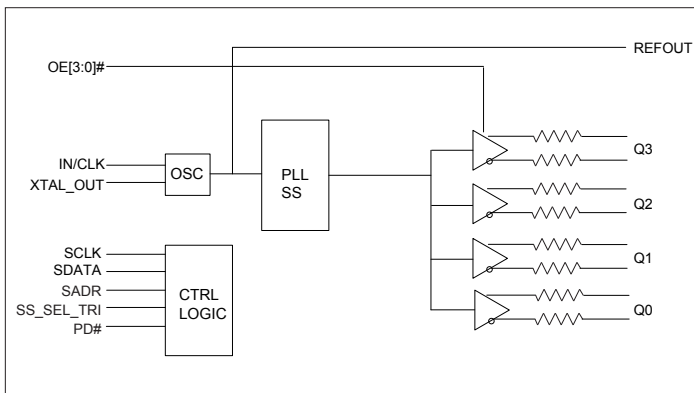 REFOUT
OE[3:0]#
IN/CLK
XTAL_OUT
OSC
PLL
SS
Q3
Q2
Q1
Q0
SCLK
SDATA
SADR
SS_SEL_TRI
PD#
CTRL
LOGIC